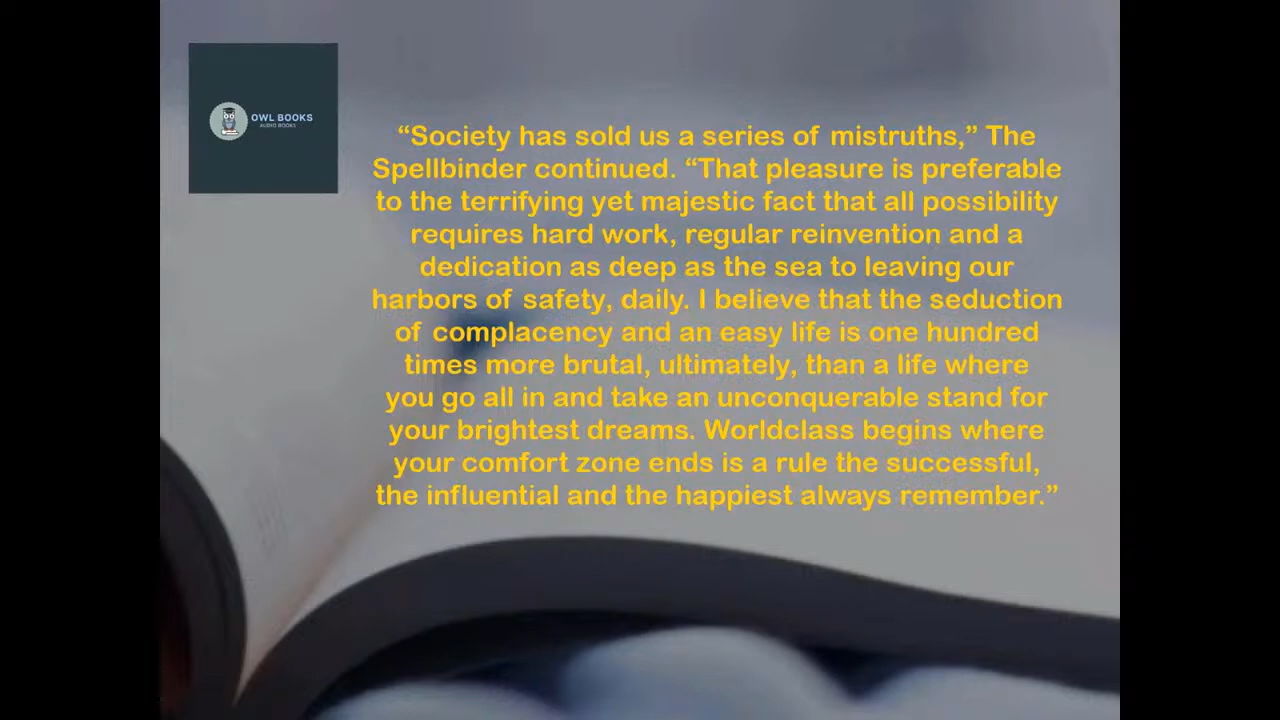 OWL BOOKS
AUDIO BOOKS
“Society has sold us a series of mistruths,” The
Spellbinder continued. “That pleasure is preferable
to the terrifying yet majestic fact that all possibility
requires hard work, regular reinvention and a
dedication as deep as the sea to leaving our
harbors of safety, daily. I believe that the seduction
of complacency and an easy life is one hundred
times more brutal, ultimately, than a life where
you go all in and take an unconquerable stand for
your brightest dreams. Worldclass begins where
your comfort zone ends is a rule the successful,
the influential and the happiest always remember.”